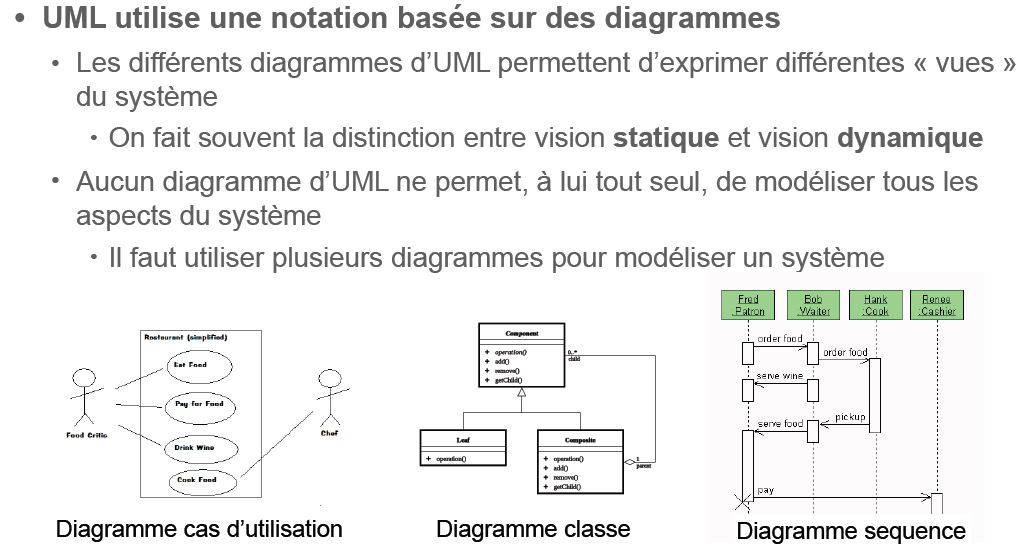 • UML utilise une notation basée sur des diagrammes
• Les différents diagrammes d'UML permettent d'exprimer différentes « vues »
du système
• On fait souvent la distinction entre vision statique et vision dynamique
• Aucun diagramme d'UML ne permet, à lui tout seul, de modéliser tous les
aspects du système
• Il faut utiliser plusieurs diagrammes pour modéliser un système
Restaurant (simplified)
Eat Food
Pay for Food
Drink Wine
Cook Food
Food Critic
Chef
Diagramme cas d'utilisation
Component
+ operation()
+ add()
+ remove()
+ getChild()
0..*
child
Leaf
+ operation()
Composite
+ operation()
+ add()
+ remove()
+ getChild()
1
parent
Diagramme classe
Fred
:Patron
Bob
:Waiter
Hank
:Cook
Renee
:Cashier
order food
order food
serve wine
pickup
serve food
pay
Diagramme sequence